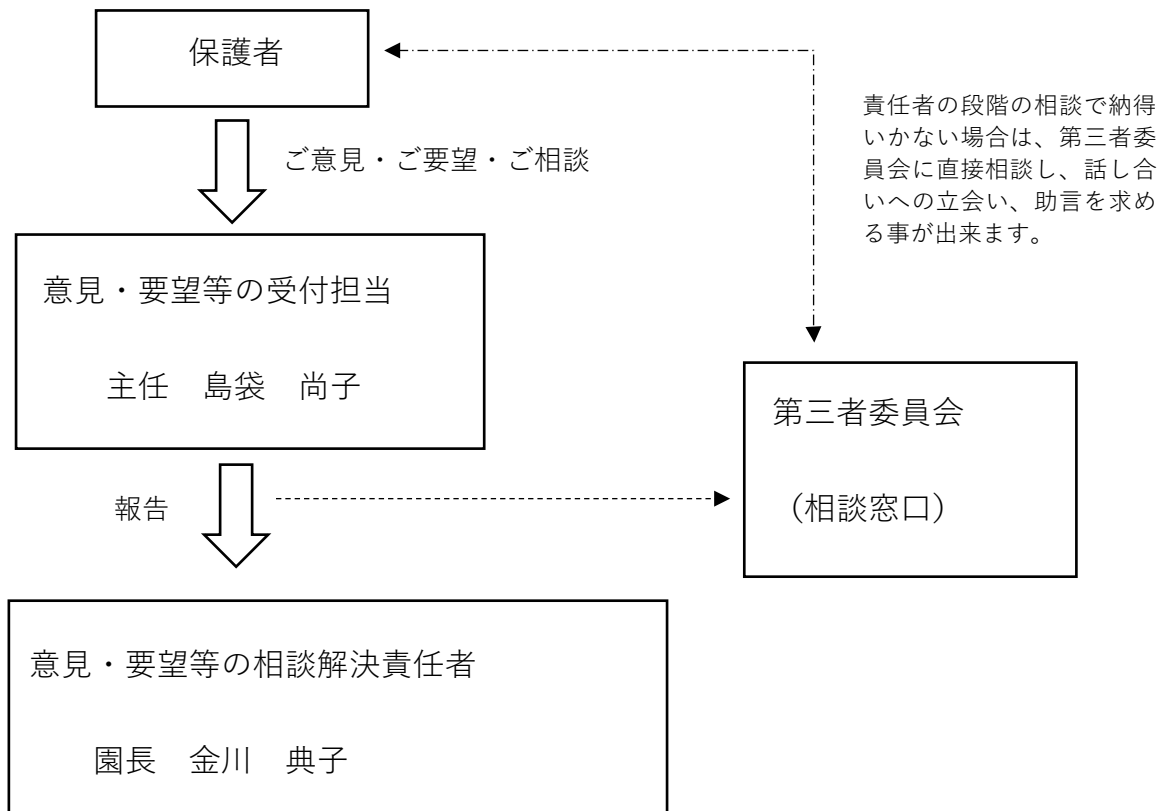 保護者
ご意見・ご要望・ご相談
責任者の段階の相談で納得
いかない場合は、第三者委
員会に直接相談し、話し合
いへの立会い、助言を求め
る事が出来ます。
意見・要望等の受付担当
主任　島袋　尚子
第三者委員会
（相談窓口）
報告
意見・要望等の相談解決責任者
園長　金川　典子